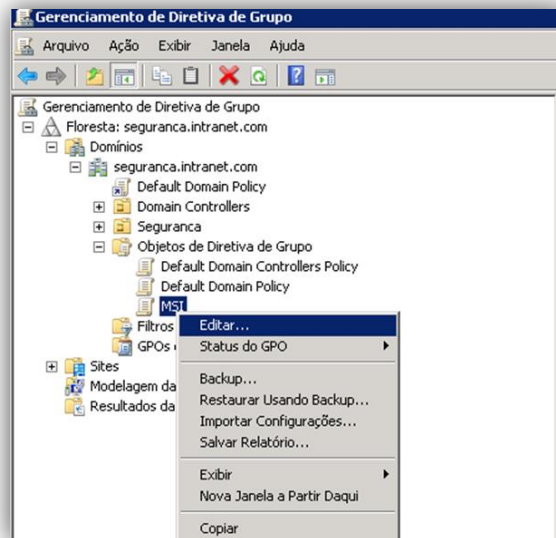 Gerenciamento de Diretiva de Grupo
Arquivo Ação Exibir Janela Ajuda
Gerenciamento de Diretiva de Grupo
Floresta: seguranca.intranet.com
Domínios
seguranca.intranet.com
Default Domain Policy
Domain Controllers
Seguranca
Objetos de Diretiva de Grupo
Default Domain Controllers Policy
Default Domain Policy
MSI
Filtros
GPOs
Sites
Modelagem da
Resultados da
Editar...
Status do GPO
Backup...
Restaurar Usando Backup...
Importar Configurações...
Salvar Relatório...
Exibir
Nova Janela a Partir Daqui
Copiar